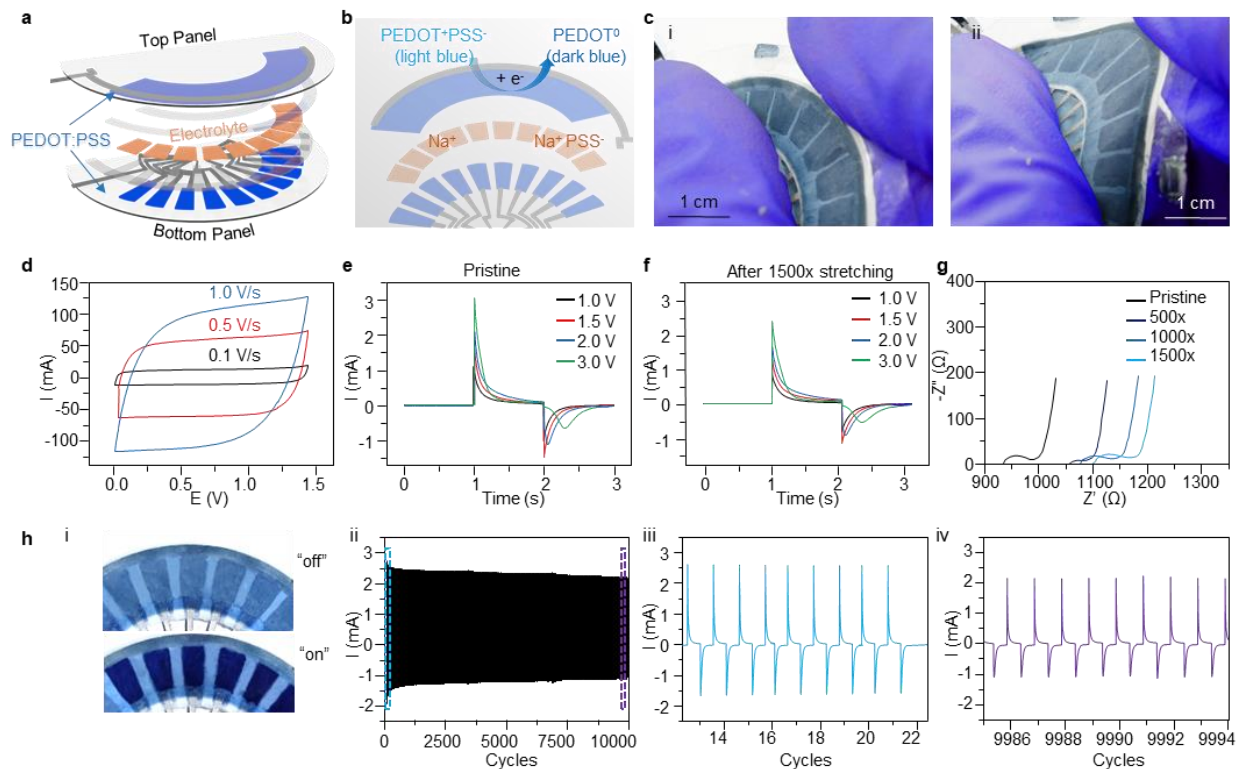 a
Top Panel
PEDOT:PSS
Electrolyte
Bottom Panel
b
PEDOT⁺PSS⁻
(light blue)
PEDOT⁰
(dark blue)
+ e⁻
Na⁺
Na⁺ PSS⁻
c
i
1 cm
ii
1 cm
d
1.0 V/s
0.5 V/s
0.1 V/s
I (mA)
100
50
0
-50
-100
0.0 0.5 1.0 1.5
E (V)
e
Pristine
1.0 V
1.5 V
2.0 V
3.0 V
I (mA)
3
2
1
0
-1
0 1 2 3
Time (s)
f
After 1500x stretching
1.0 V
1.5 V
2.0 V
3.0 V
I (mA)
3
2
1
0
-1
0 1 2 3
Time (s)
g
Pristine
500x
1000x
1500x
-Z" (Ω)
400
300
200
100
0
900 1000 1100 1200 1300
Z' (Ω)
h
i
"off"
"on"
ii
I (mA)
3
2
1
0
-1
-2
0 2500 5000 7500 10000
Cycles
iii
I (mA)
3
2
1
0
-1
-2
14 16 18 20 22
Cycles
iv
I (mA)
3
2
1
0
-1
-2
9986 9988 9990 9992 9994
Cycles